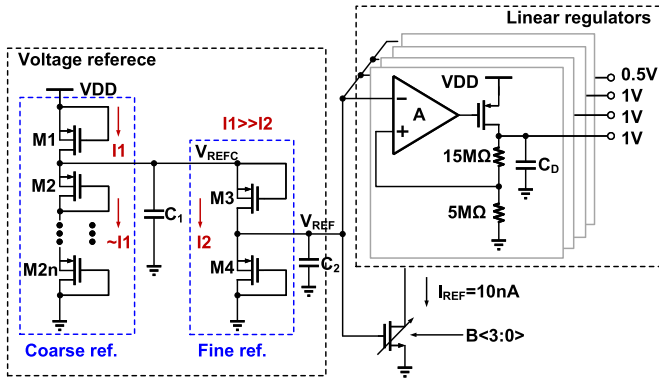 Voltage referece
VDD
M1
I1
M2
~I1
M2n
Coarse ref.
C1
VREFC
I1>>I2
M3
I2
M4
Fine ref.
VREF
C2
Linear regulators
VDD
A
15MΩ
5MΩ
CD
0.5V
1V
1V
1V
IREF=10nA
B<3:0>